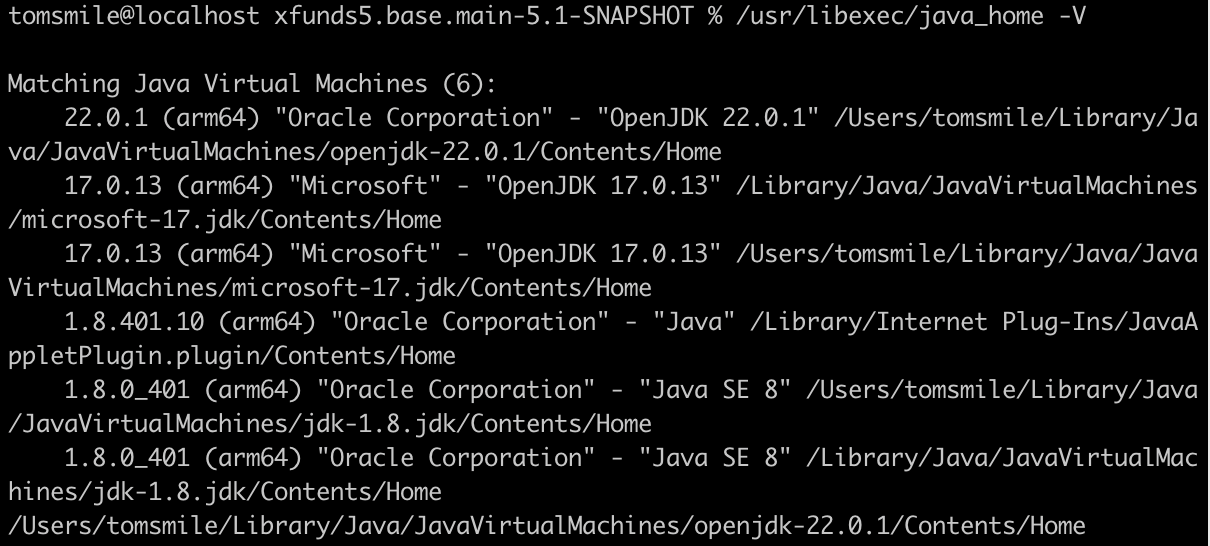 tomsmile@localhost xfunds5.base.main-5.1-SNAPSHOT % /usr/libexec/java_home -V
Matching Java Virtual Machines (6):
    22.0.1 (arm64) "Oracle Corporation" - "OpenJDK 22.0.1" /Users/tomsmile/Library/Ja
va/JavaVirtualMachines/openjdk-22.0.1/Contents/Home
    17.0.13 (arm64) "Microsoft" - "OpenJDK 17.0.13" /Library/Java/JavaVirtualMachines
/microsoft-17.jdk/Contents/Home
    17.0.13 (arm64) "Microsoft" - "OpenJDK 17.0.13" /Users/tomsmile/Library/Java/Java
VirtualMachines/microsoft-17.jdk/Contents/Home
    1.8.401.10 (arm64) "Oracle Corporation" - "Java" /Library/Internet Plug-Ins/JavaA
ppletPlugin.plugin/Contents/Home
    1.8.0_401 (arm64) "Oracle Corporation" - "Java SE 8" /Users/tomsmile/Library/Java
/JavaVirtualMachines/jdk-1.8.jdk/Contents/Home
    1.8.0_401 (arm64) "Oracle Corporation" - "Java SE 8" /Library/Java/JavaVirtualMac
hines/jdk-1.8.jdk/Contents/Home
/Users/tomsmile/Library/Java/JavaVirtualMachines/openjdk-22.0.1/Contents/Home